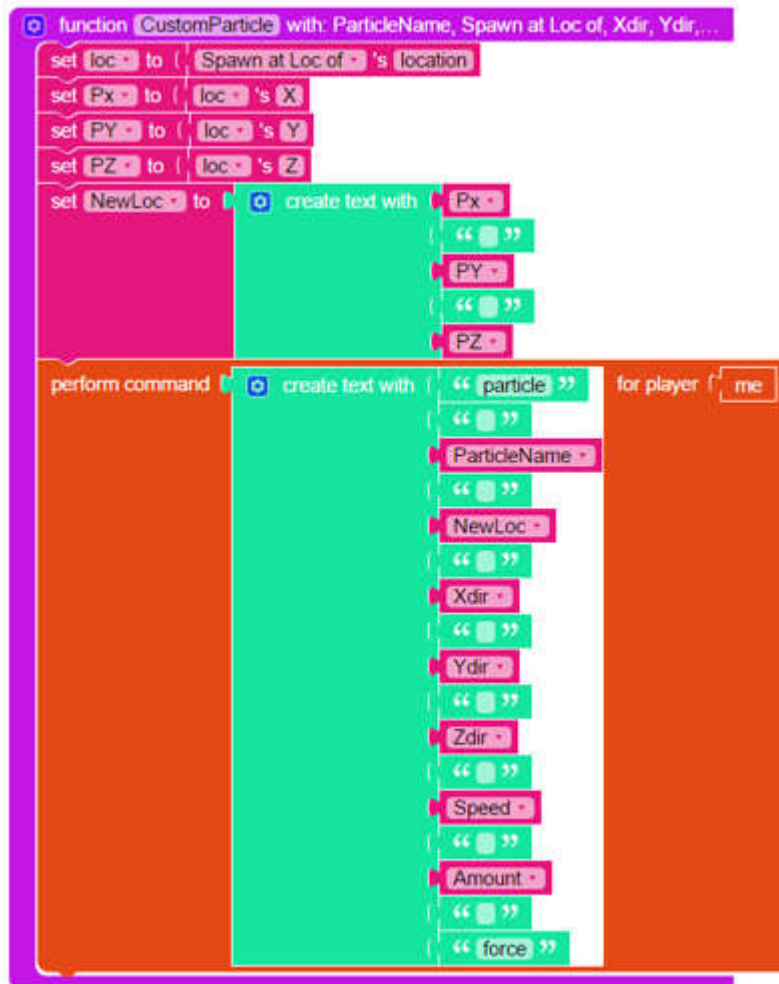 function CustomParticle with: ParticleName, Spawn at Loc of, Xdir, Ydir,...
set loc to Spawn at Loc of 's location
set Px to loc 's X
set PY to loc 's Y
set PZ to loc 's Z
set NewLoc to create text with Px
“ ”
PY
“ ”
PZ
perform command create text with “ particle ” for player me
“ ”
ParticleName
“ ”
NewLoc
“ ”
Xdir
“ ”
Ydir
“ ”
Zdir
“ ”
Speed
“ ”
Amount
“ ”
“ force ”